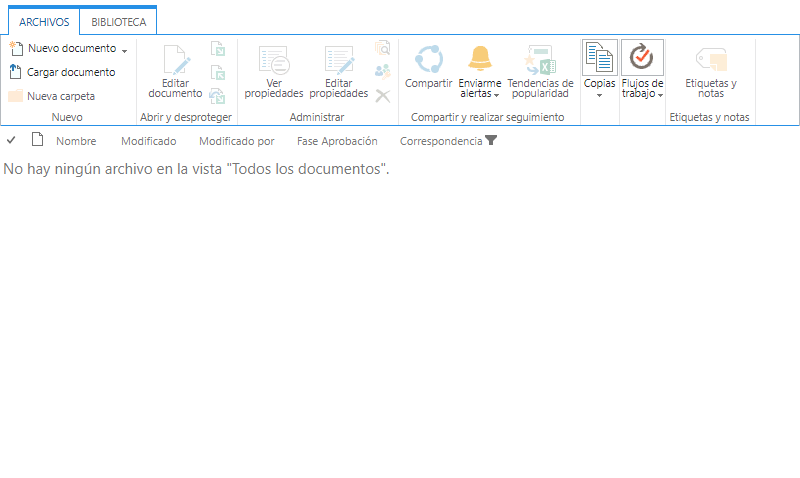 ARCHIVOS BIBLIOTECA
Nuevo documento
Cargar documento
Nueva carpeta
Nuevo
Editar
documento
Abrir y desproteger
Ver
propiedades
Editar
propiedades
Administrar
Compartir
Enviarme
alertas
Tendencias de
popularidad
Compartir y realizar seguimiento
Copias
Flujos de
trabajo
Etiquetas y
notas
Etiquetas y notas
Nombre Modificado Modificado por Fase Aprobación Correspondencia
No hay ningún archivo en la vista "Todos los documentos".